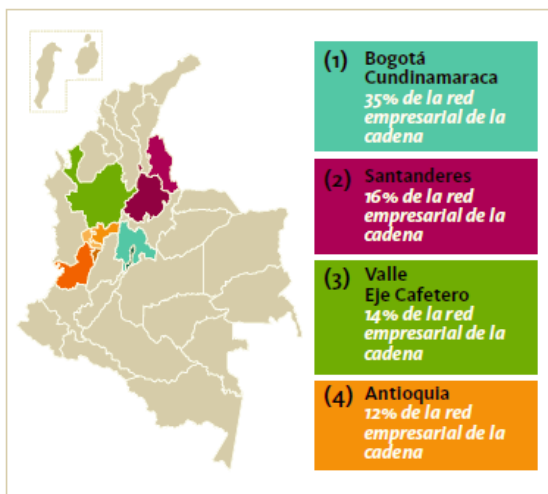 (1) Bogotá
Cundinamaraca
35% de la red
empresarial de la
cadena
(2) Santanderes
16% de la red
empresarial de la
cadena
(3) Valle
Eje Cafetero
14% de la red
empresarial de la
cadena
(4) Antioquia
12% de la red
empresarial de la
cadena